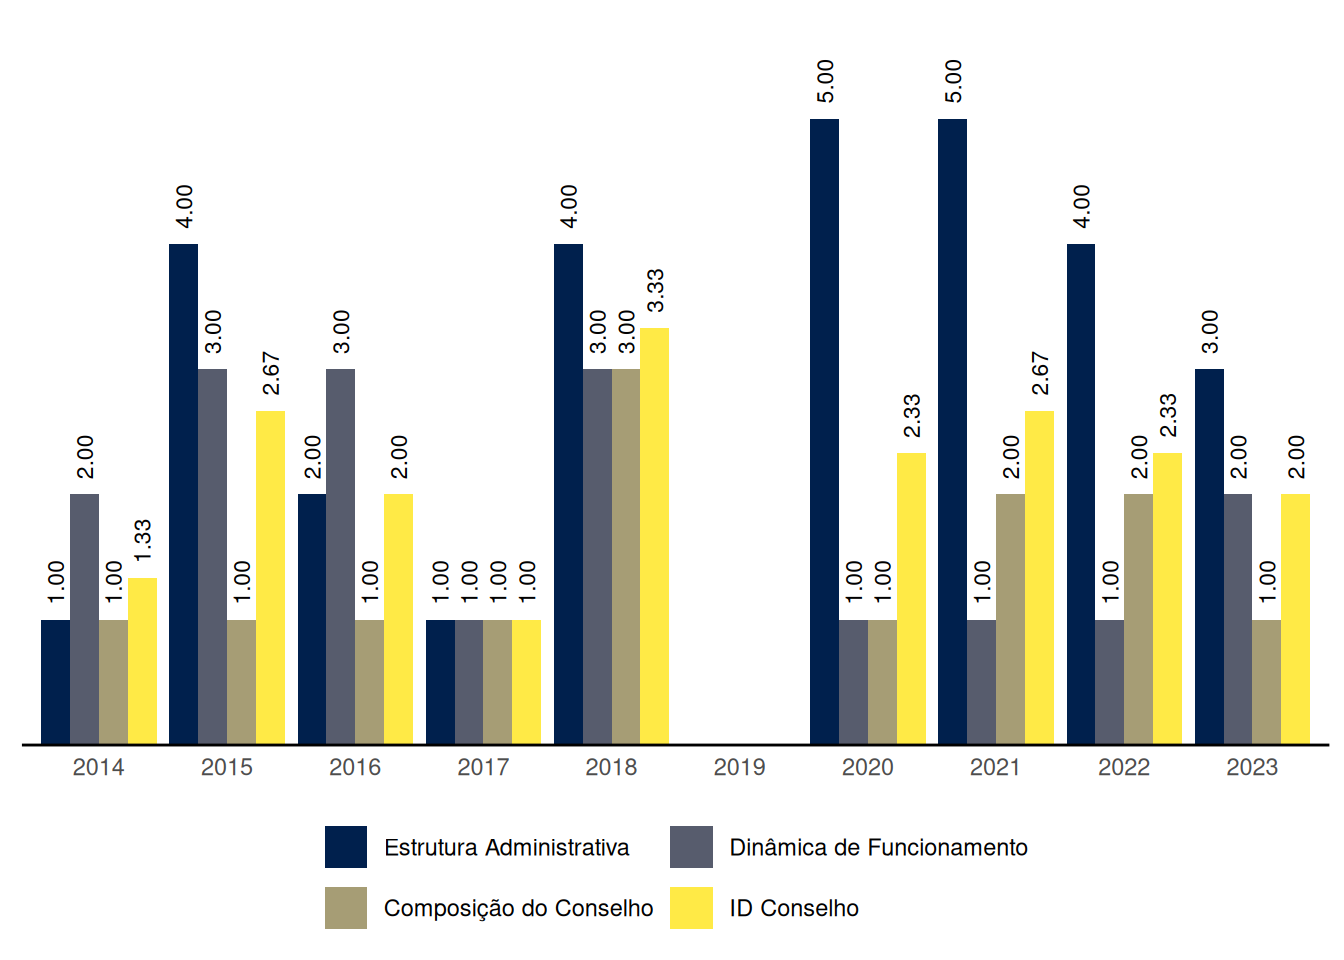 1.00 2.00 1.00 1.33
4.00 3.00 1.00 2.67
2.00 3.00 1.00 2.00
1.00 1.00 1.00 1.00
4.00 3.00 3.00 3.33
5.00 1.00 1.00 2.33
5.00 1.00 2.00 2.67
4.00 1.00 2.00 2.33
3.00 2.00 1.00 2.00
2014 2015 2016 2017 2018 2019 2020 2021 2022 2023
Estrutura Administrativa Dinâmica de Funcionamento
Composição do Conselho ID Conselho